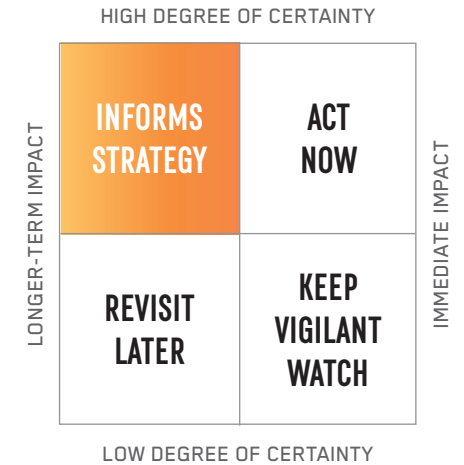 HIGH DEGREE OF CERTAINTY
LONGER-TERM IMPACT
INFORMS
STRATEGY
ACT
NOW
IMMEDIATE IMPACT
REVISIT
LATER
KEEP
VIGILANT
WATCH
LOW DEGREE OF CERTAINTY